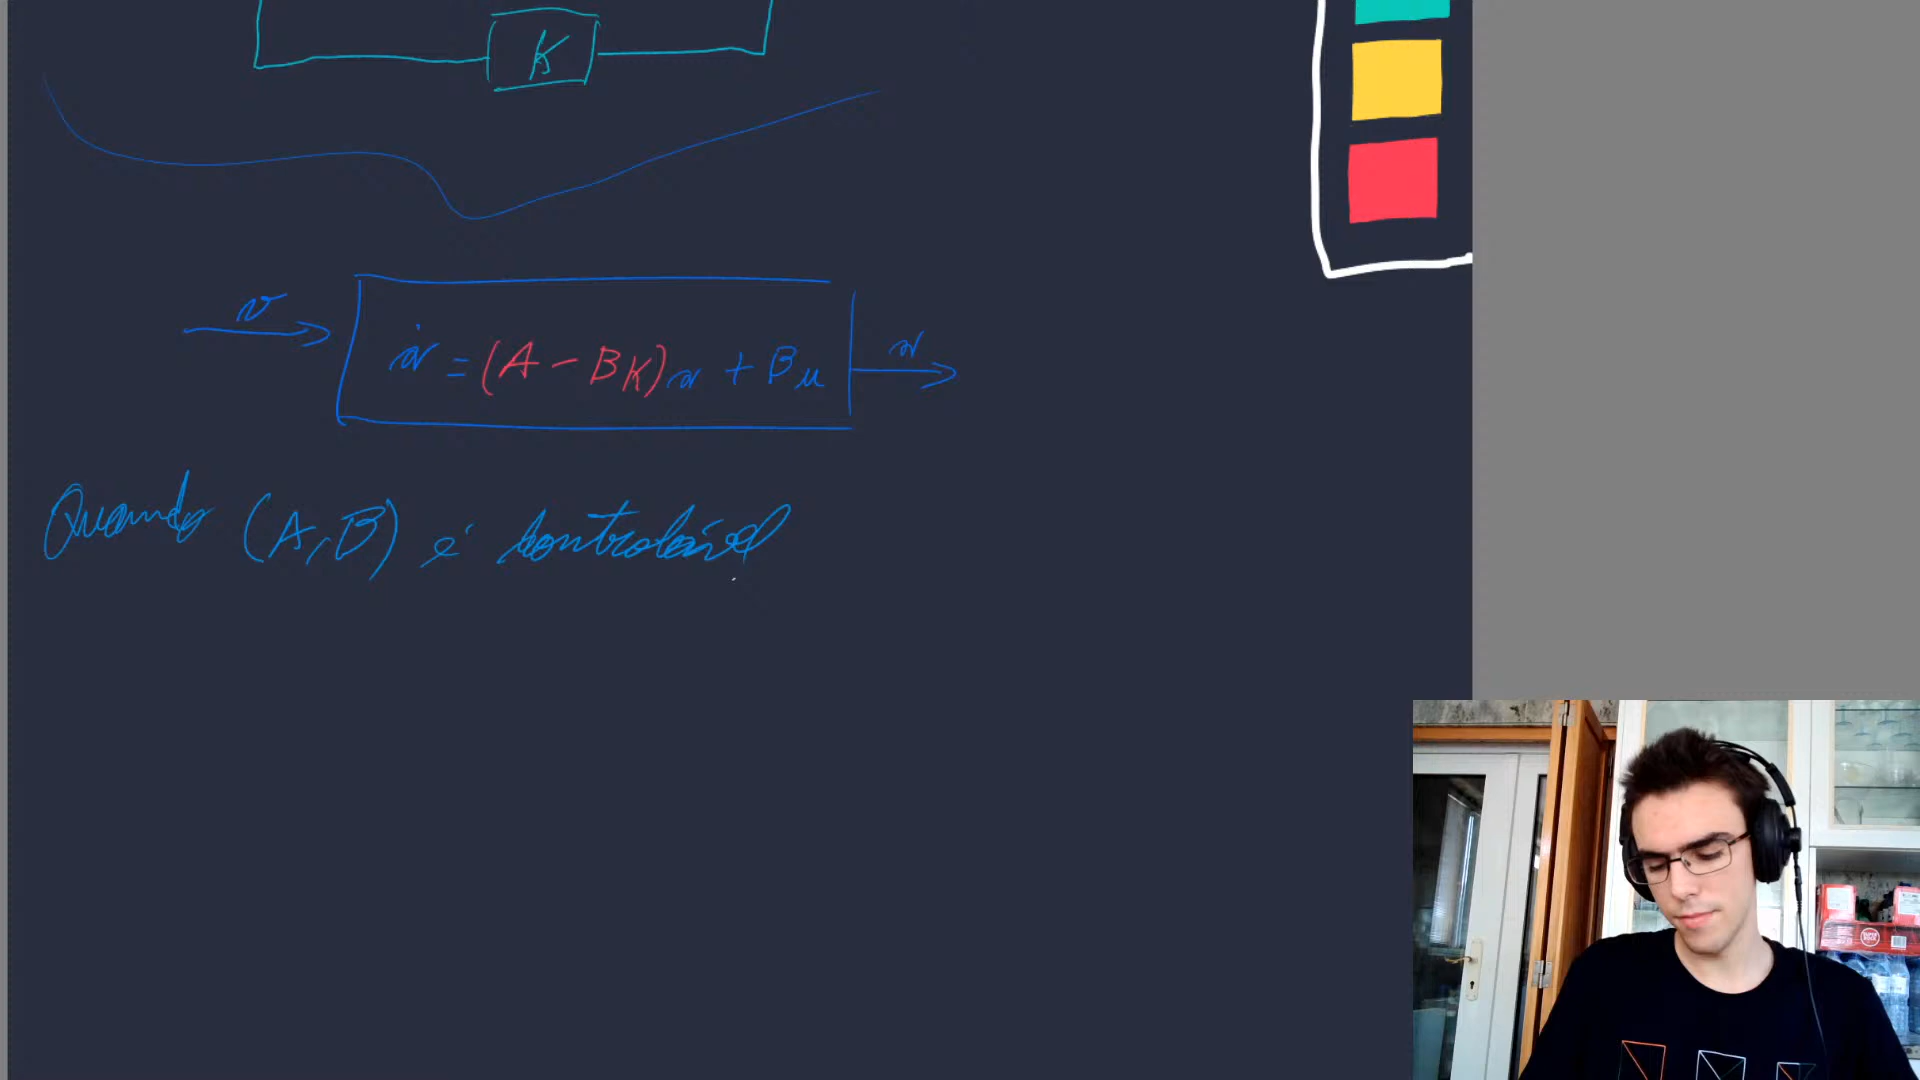 K
v
ẋ = (A - BK)x + Bu
x
Quando (A,B) é controlável